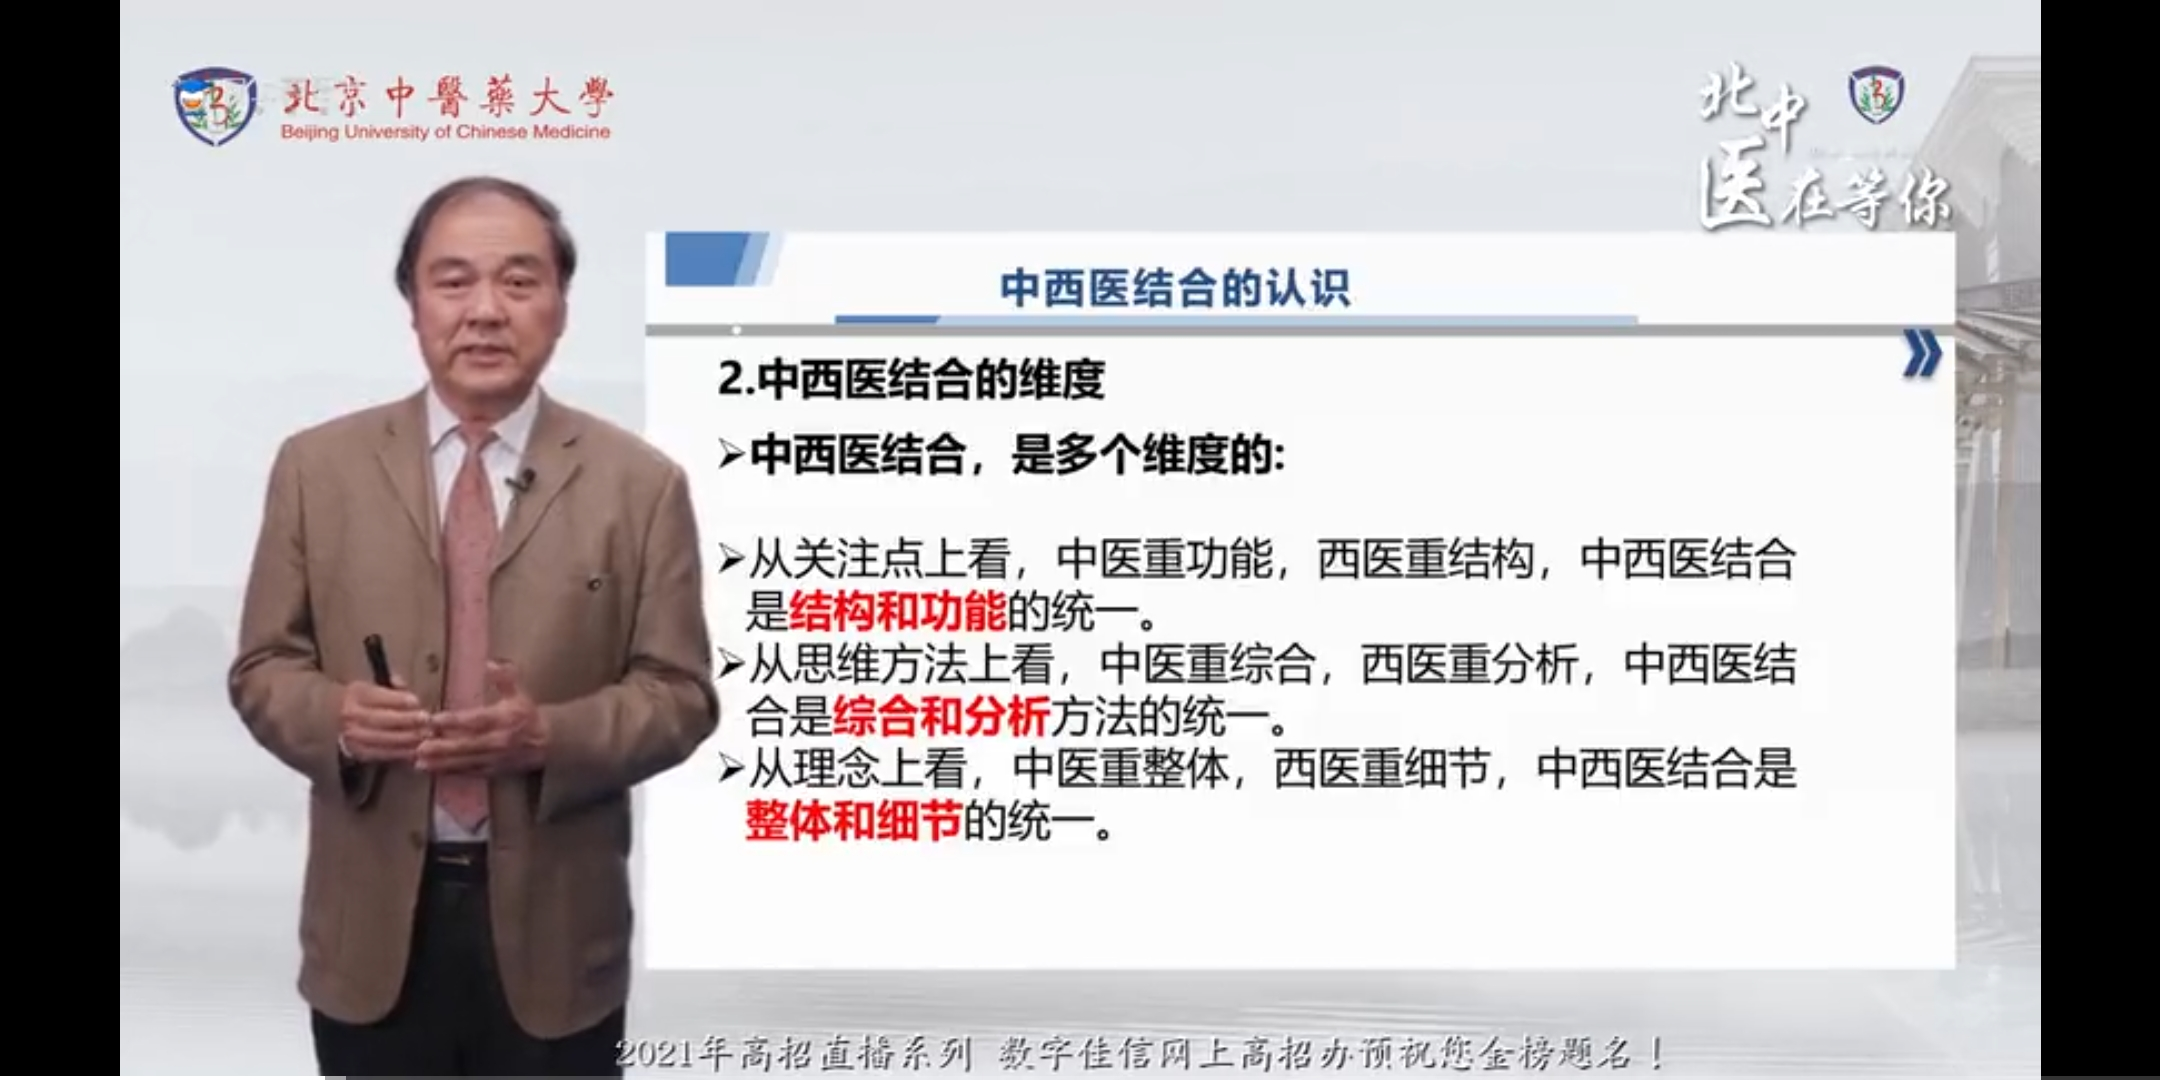 北京中醫藥大學
Beijing University of Chinese Medicine
北中
医在等你
中西医结合的认识
2.中西医结合的维度
➢中西医结合，是多个维度的:
➢从关注点上看，中医重功能，西医重结构，中西医结合
是结构和功能的统一。
➢从思维方法上看，中医重综合，西医重分析，中西医结
合是综合和分析方法的统一。
➢从理念上看，中医重整体，西医重细节，中西医结合是
整体和细节的统一。
2021年高招直播系列 数字佳信网上高招办预祝您金榜题名！